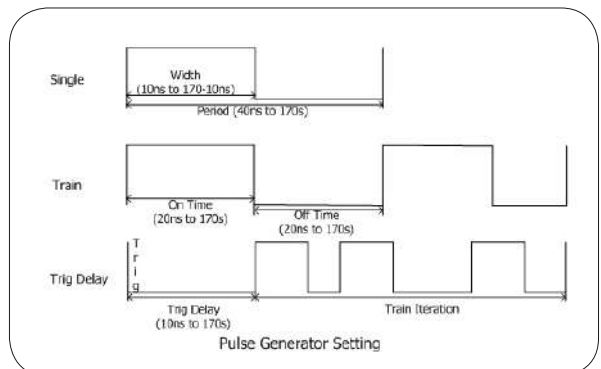 Single
Width
(10ns to 170-10ns)
Period (40ns to 170s)
Train
On Time
(20ns to 170s)
Off Time
(20ns to 170s)
Trig Delay
Trig
Trig Delay
(10ns to 170s)
Train Iteration
Pulse Generator Setting